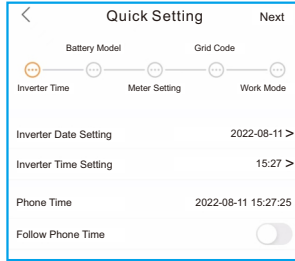 Quick Setting Next
Battery Model Grid Code
Inverter Time Meter Setting Work Mode
Inverter Date Setting 2022-08-11 >
Inverter Time Setting 15:27 >
Phone Time 2022-08-11 15:27:25
Follow Phone Time